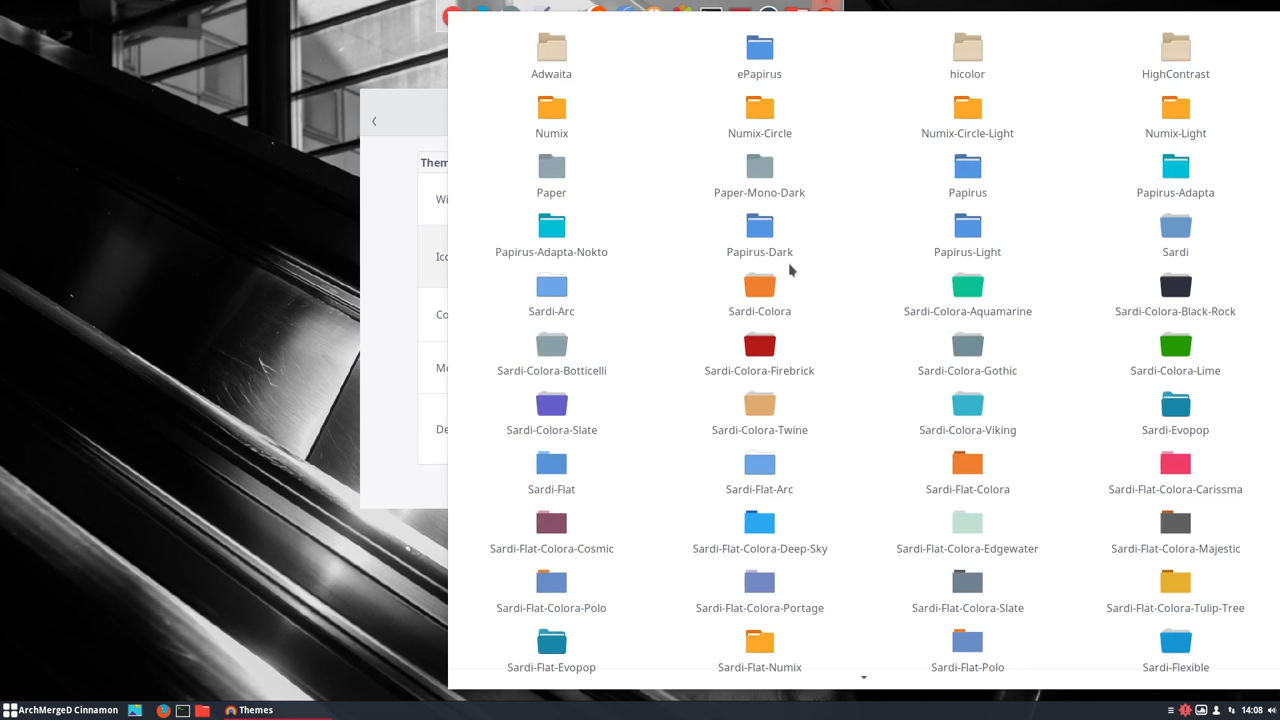 Adwaita
ePapirus
hicolor
HighContrast
Numix
Numix-Circle
Numix-Circle-Light
Numix-Light
Paper
Paper-Mono-Dark
Papirus
Papirus-Adapta
Papirus-Adapta-Nokto
Papirus-Dark
Papirus-Light
Sardi
Sardi-Arc
Sardi-Colora
Sardi-Colora-Aquamarine
Sardi-Colora-Black-Rock
Sardi-Colora-Botticelli
Sardi-Colora-Firebrick
Sardi-Colora-Gothic
Sardi-Colora-Lime
Sardi-Colora-Slate
Sardi-Colora-Twine
Sardi-Colora-Viking
Sardi-Evopop
Sardi-Flat
Sardi-Flat-Arc
Sardi-Flat-Colora
Sardi-Flat-Colora-Carissma
Sardi-Flat-Colora-Cosmic
Sardi-Flat-Colora-Deep-Sky
Sardi-Flat-Colora-Edgewater
Sardi-Flat-Colora-Majestic
Sardi-Flat-Colora-Polo
Sardi-Flat-Colora-Portage
Sardi-Flat-Colora-Slate
Sardi-Flat-Colora-Tulip-Tree
Sardi-Flat-Evopop
Sardi-Flat-Numix
Sardi-Flat-Polo
Sardi-Flexible
Them
Wi
Ico
Co
Mo
De
ArchMergeD Cinnamon
Themes
14:08